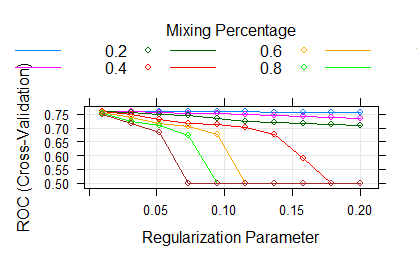 Mixing Percentage
0.2 0.6
0.4 0.8
ROC (Cross-Validation)
0.75
0.70
0.65
0.60
0.55
0.50
0.05 0.10 0.15 0.20
Regularization Parameter